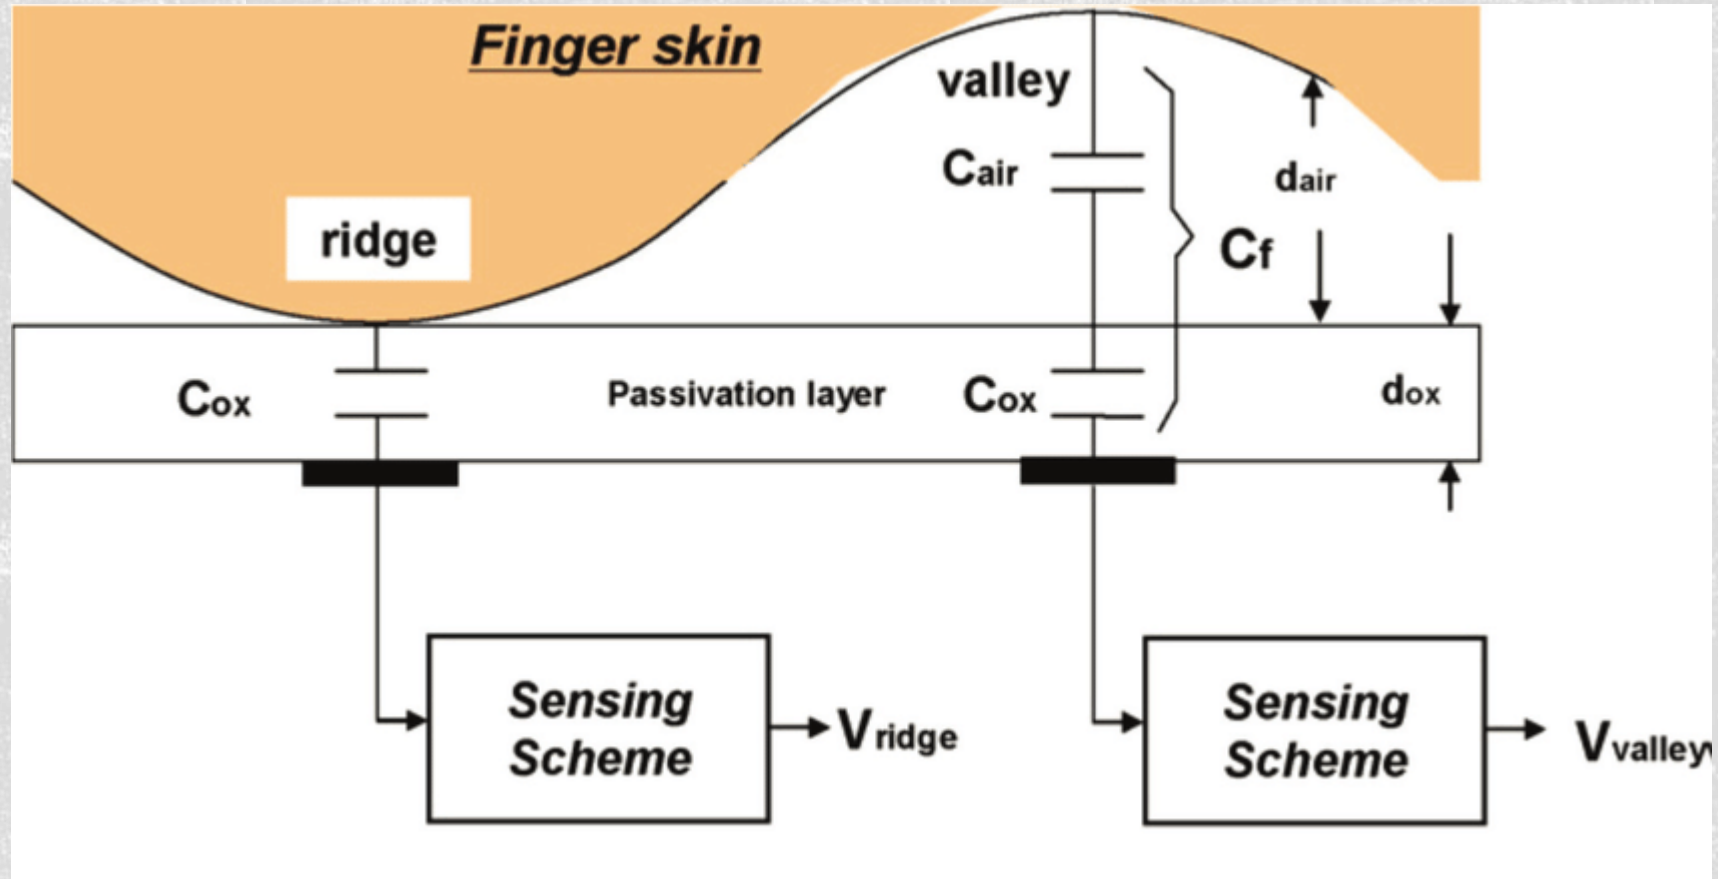 Finger skin
valley
Cair
dair
ridge
Cf
Cox
Passivation layer
Cox
dox
Sensing
Scheme
Vridge
Sensing
Scheme
Vvalley